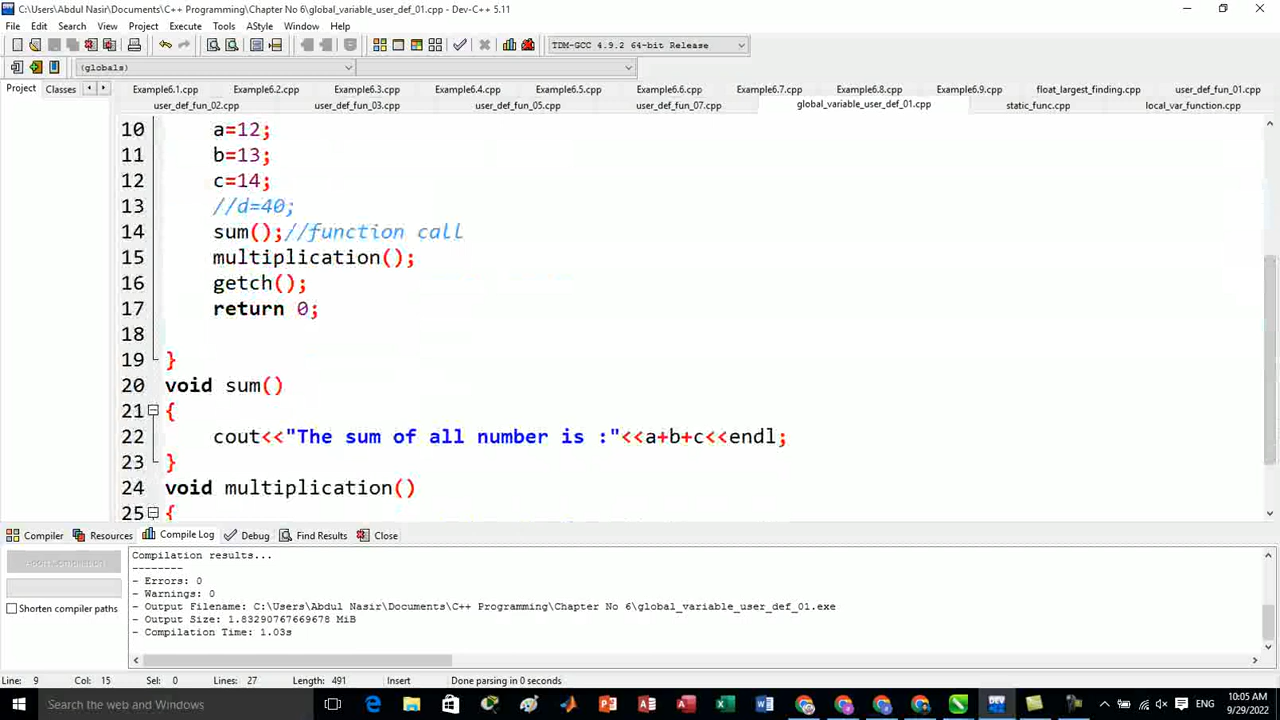 C:\Users\Abdul Nasir\Documents\C++ Programming\Chapter No 6\global_variable_user_def_01.cpp - Dev-C++ 5.11
File Edit Search View Project Execute Tools AStyle Window Help
TDM-GCC 4.9.2 64-bit Release
(globals)
Project Classes
Example6.1.cpp Example6.2.cpp Example6.3.cpp Example6.4.cpp Example6.5.cpp Example6.6.cpp Example6.7.cpp Example6.8.cpp Example6.9.cpp float_largest_finding.cpp user_def_fun_01.cpp
user_def_fun_02.cpp user_def_fun_03.cpp user_def_fun_05.cpp user_def_fun_07.cpp global_variable_user_def_01.cpp static_func.cpp local_var_function.cpp
10 a=12;
11 b=13;
12 c=14;
13 //d=40;
14 sum();//function call
15 multiplication();
16 getch();
17 return 0;
18
19 }
20 void sum()
21 {
22 cout<<"The sum of all number is :"<<a+b+c<<endl;
23 }
24 void multiplication()
25 {
Compiler Resources Compile Log Debug Find Results Close
Abort Compilation
Shorten compiler paths
Compilation results...
--------
- Errors: 0
- Warnings: 0
- Output Filename: C:\Users\Abdul Nasir\Documents\C++ Programming\Chapter No 6\global_variable_user_def_01.exe
- Output Size: 1.83290767669678 MiB
- Compilation Time: 1.03s
Line: 9 Col: 15 Sel: 0 Lines: 27 Length: 491 Insert Done parsing in 0 seconds
Search the web and Windows
ENG
10:05 AM
9/29/2022